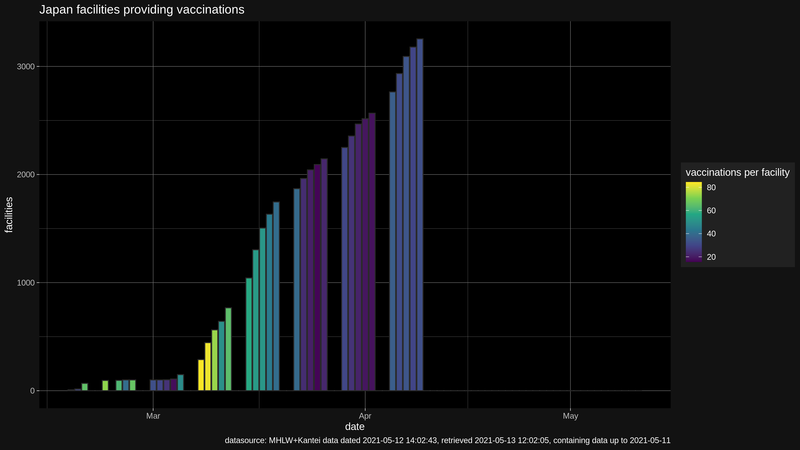 Japan facilities providing vaccinations
facilities
3000
2000
1000
0
Mar
Apr
May
date
vaccinations per facility
80
60
40
20
datasource: MHLW+Kantei data dated 2021-05-12 14:02:43, retrieved 2021-05-13 12:02:05, containing data up to 2021-05-11